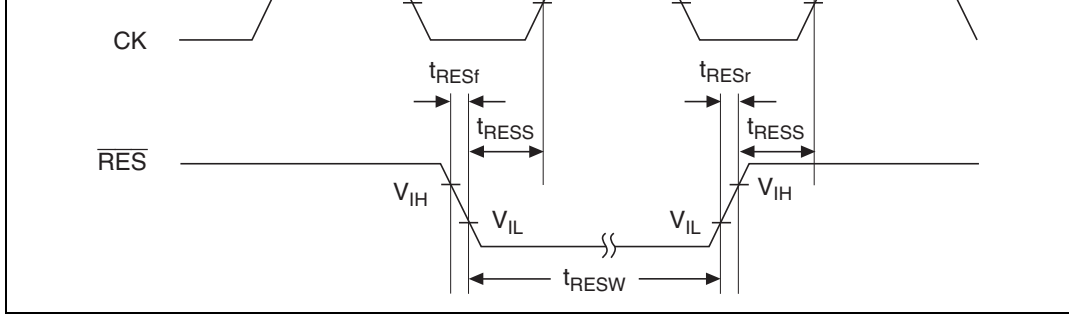 CK
tRESf tRESr
tRESS tRESS
RES
VIH VIH
VIL VIL
tRESW